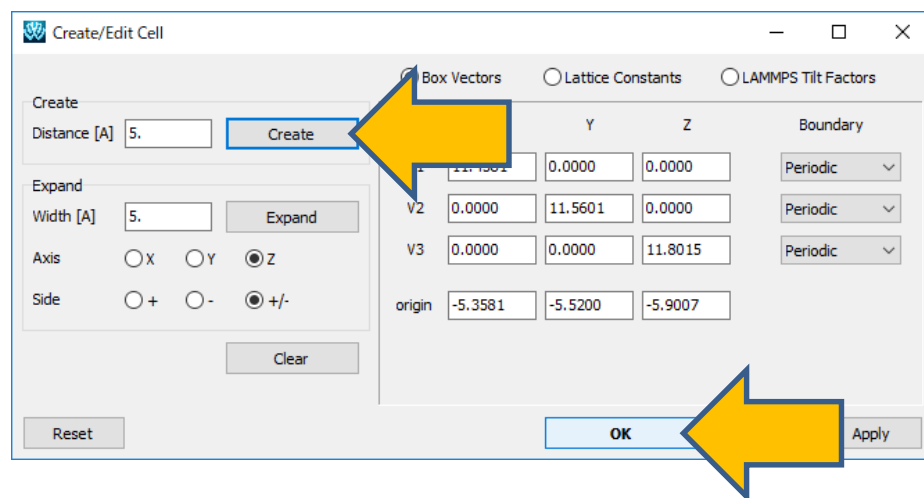 Create/Edit Cell
Box Vectors Lattice Constants LAMMPS Tilt Factors
Create
Distance [A] 5. Create
Y Z Boundary
0.0000 0.0000 Periodic
Expand
Width [A] 5. Expand
V2 0.0000 11.5601 0.0000 Periodic
Axis X Y Z
V3 0.0000 0.0000 11.8015 Periodic
Side + - +/-
origin -5.3581 -5.5200 -5.9007
Clear
Reset OK Apply